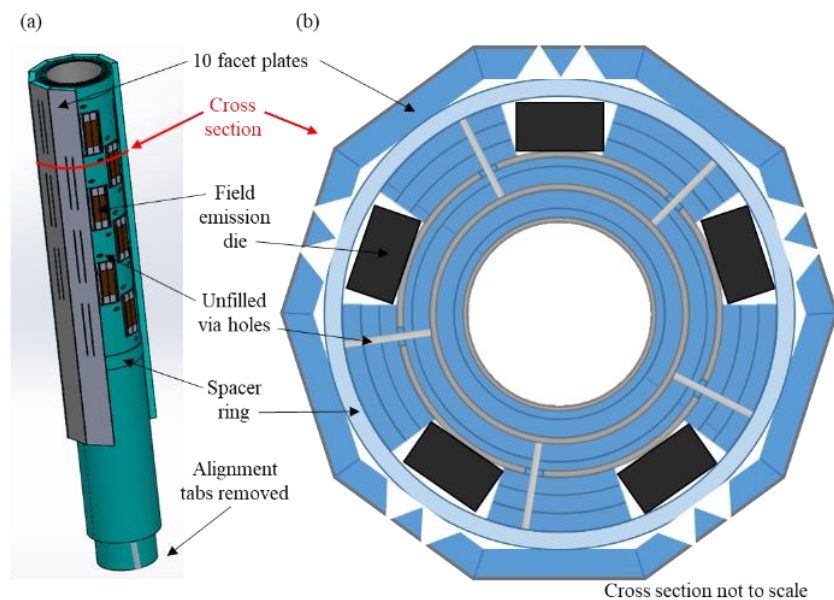 (a)
(b)
10 facet plates
Cross
section
Field
emission
die
Unfilled
via holes
Spacer
ring
Alignment
tabs removed
Cross section not to scale